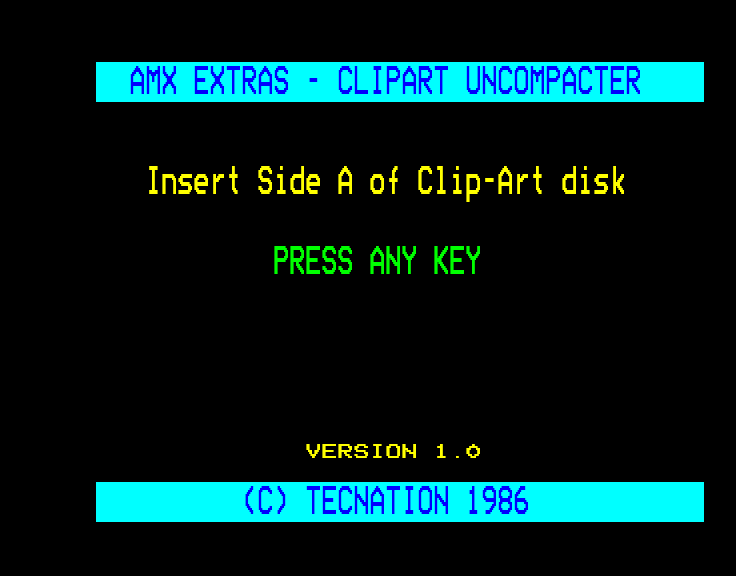 AMX EXTRAS - CLIPART UNCOMPACTER
Insert Side A of Clip-Art disk
PRESS ANY KEY
VERSION 1.0
(C) TECNATION 1986